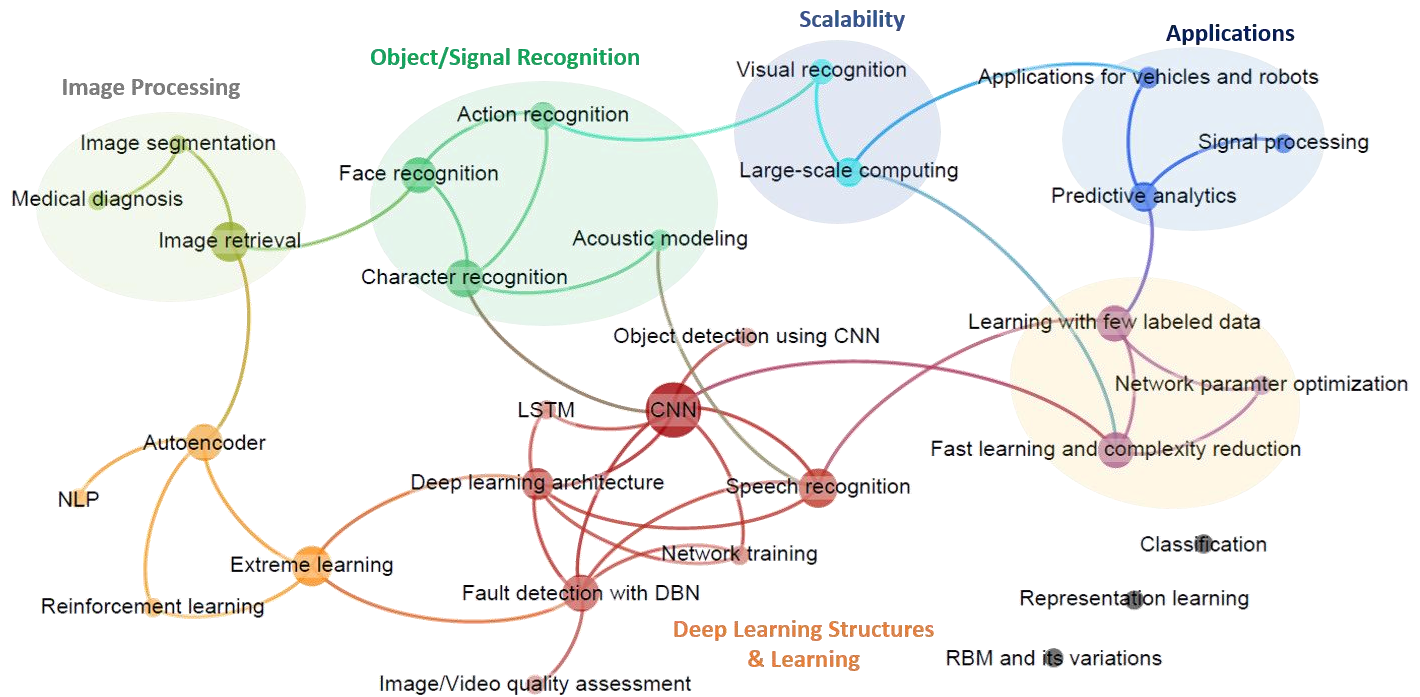 Scalability
Applications
Object/Signal Recognition
Image Processing
Visual recognition
Applications for vehicles and robots
Action recognition
Image segmentation
Signal processing
Face recognition
Large-scale computing
Medical diagnosis
Predictive analytics
Image retrieval
Acoustic modeling
Character recognition
Learning with few labeled data
Object detection using CNN
Network paramter optimization
LSTM
CNN
Autoencoder
Fast learning and complexity reduction
Deep learning architecture
Speech recognition
NLP
Classification
Network training
Extreme learning
Fault detection with DBN
Representation learning
Reinforcement learning
Deep Learning Structures
& Learning
RBM and its variations
Image/Video quality assessment